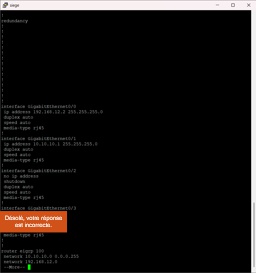 siege
!
redundancy
!
!
!
!
!
!
!
!
!
!
interface GigabitEthernet0/0
ip address 192.168.12.2 255.255.255.0
duplex auto
speed auto
media-type rj45
!
interface GigabitEthernet0/1
ip address 10.10.10.1 255.255.255.0
duplex auto
speed auto
media-type rj45
!
interface GigabitEthernet0/2
no ip address
shutdown
duplex auto
speed auto
media-type rj45
!
interface GigabitEthernet0/3
Désolé, votre réponse
est incorrecte.
media-type rj45
!
!
router eigrp 100
network 10.10.10.0 0.0.0.255
network 192.168.12.0
--More--